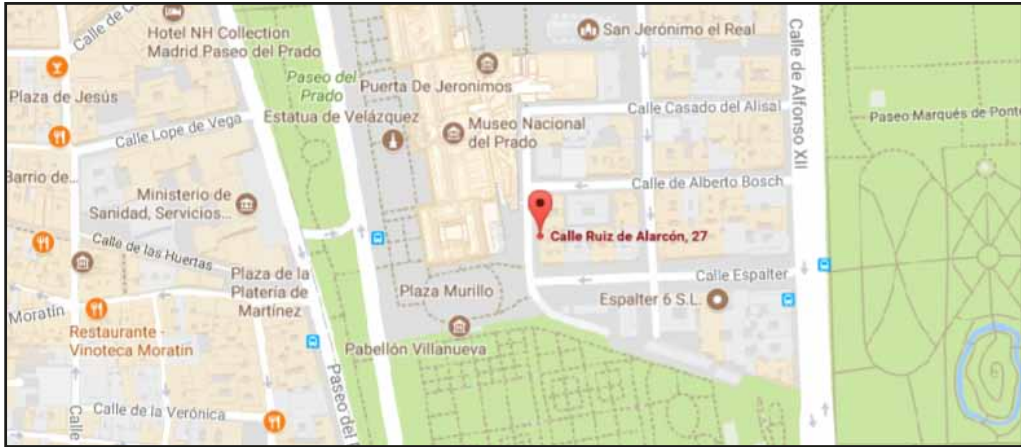 Calle de C
Hotel NH Collection
Madrid Paseo del Prado
Plaza de Jesús
Calle Lope de Vega
Barrio de...
Ministerio de
Sanidad, Servicios...
Calle de las Huertas
Moratín
Restaurante -
Vinoteca Moratín
Calle
Calle de la Verónica
Plaza de la
Platería de
Martínez
Paseo del
Paseo del
Prado
Estatua de Velázquez
Puerta De Jeronimos
Museo Nacional
del Prado
Plaza Murillo
Pabellón Villanueva
San Jerónimo el Real
Calle Casado del Alisal
Calle de Alberto Bosch
Calle Ruiz de Alarcón, 27
Calle Espalter
Espalter 6 S.L.
Calle de Alfonso XII
Paseo Marqués de Ponte